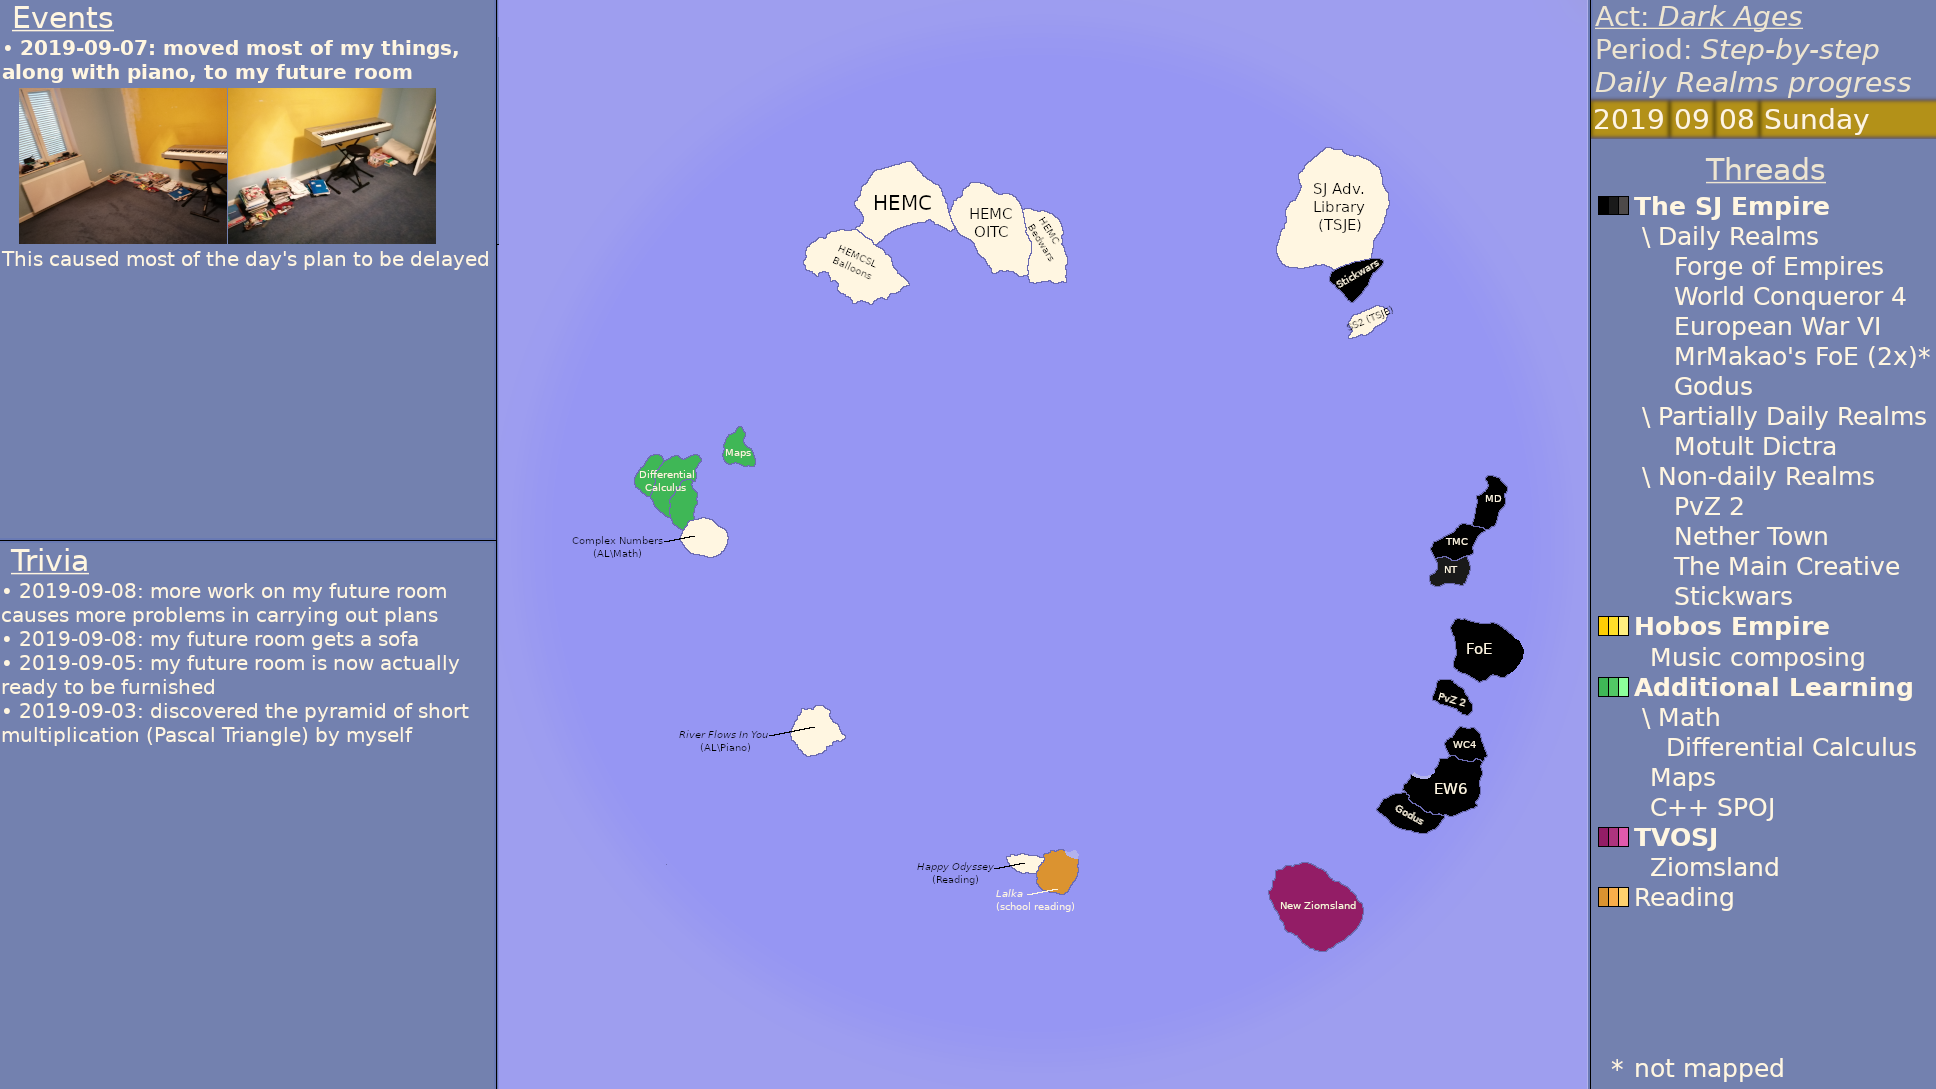 Events
• 2019-09-07: moved most of my things,
along with piano, to my future room
This caused most of the day's plan to be delayed
Trivia
• 2019-09-08: more work on my future room
causes more problems in carrying out plans
• 2019-09-08: my future room gets a sofa
• 2019-09-05: my future room is now actually
ready to be furnished
• 2019-09-03: discovered the pyramid of short
multiplication (Pascal Triangle) by myself
HEMC
HEMCSL
Balloons
HEMC
OITC
HEMC
Bedwars
SJ Adv.
Library
(TSJE)
Stickwars
SS2 (TSJE)
Maps
Differential
Calculus
Complex Numbers
(AL\Math)
MD
TMC
NT
FoE
PvZ 2
WC4
EW6
Godus
River Flows In You
(AL\Piano)
Happy Odyssey
(Reading)
Lalka
(school reading)
New Ziomsland
Act: Dark Ages
Period: Step-by-step
Daily Realms progress
2019 09 08 Sunday
Threads
The SJ Empire
\ Daily Realms
Forge of Empires
World Conqueror 4
European War VI
MrMakao's FoE (2x)*
Godus
\ Partially Daily Realms
Motult Dictra
\ Non-daily Realms
PvZ 2
Nether Town
The Main Creative
Stickwars
Hobos Empire
Music composing
Additional Learning
\ Math
Differential Calculus
Maps
C++ SPOJ
TVOSJ
Ziomsland
Reading
* not mapped